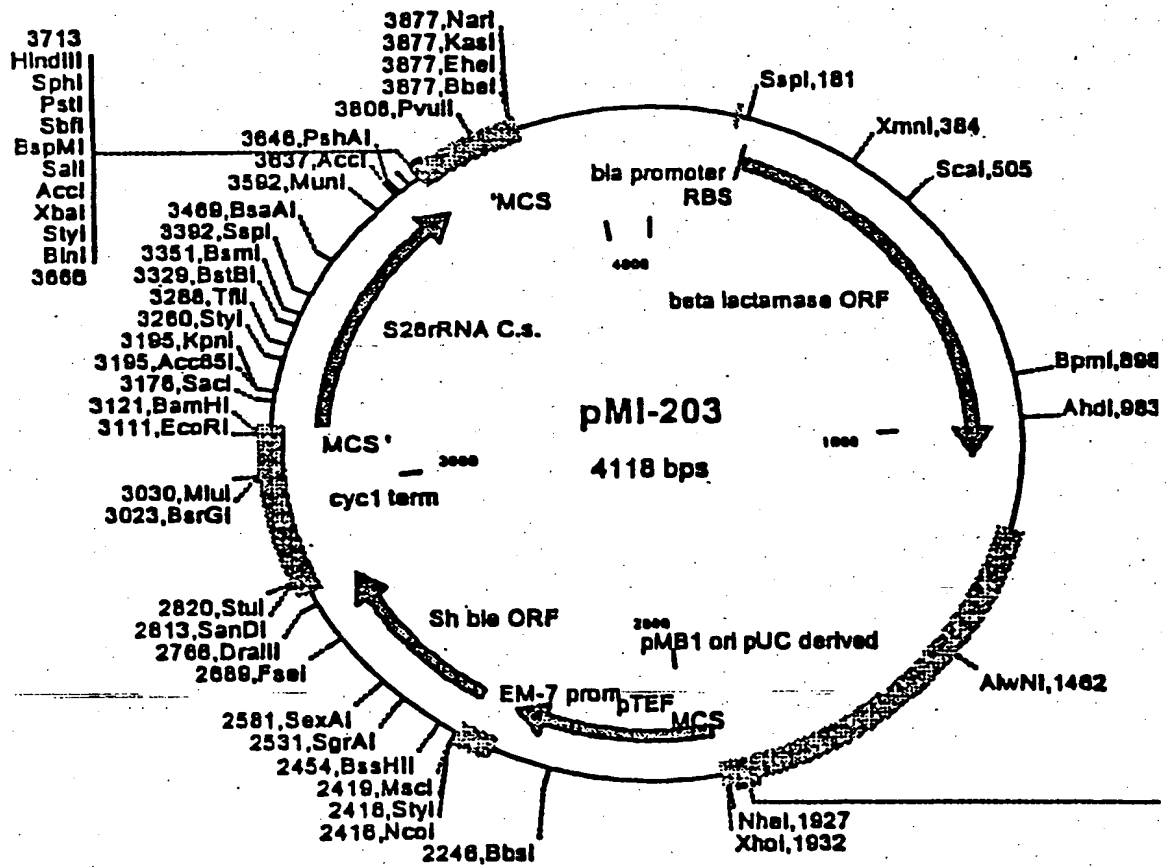 3713
HindIII
SphI
PstI
SbfI
BspMI
SalI
AccI
XbaI
StyI
BlnI
3666
3877,NarI
3877,KasI
3877,EheI
3877,BbeI
3806,PvuII
3646,PshAI
3637,AccI
3592,MunI
3469,BsaAI
3392,SspI
3351,BsmI
3329,BstBI
3286,TfiI
3260,StyI
3195,KpnI
3195,Acc65I
3176,SacI
3121,BamHI
3111,EcoRI
3030,MluI
3023,BsrGI
2820,StuI
2813,SanDI
2766,DraIII
2689,FseI
2581,SexAI
2531,SgrAI
2454,BssHII
2419,MscI
2416,StyI
2416,NcoI
2246,BbsI
SspI,181
XmnI,384
ScaI,505
BpmI,898
AhdI,983
AlwNI,1462
NheI,1927
XhoI,1932
bla promoter
RBS
'MCS
4000
beta lactamase ORF
S26rRNA C.s.
pMI-203
4118 bps
1000
MCS'
3000
cyc1 term
Sh ble ORF
pMB1 ori pUC derived
EM-7 prom
pTEF
MCS